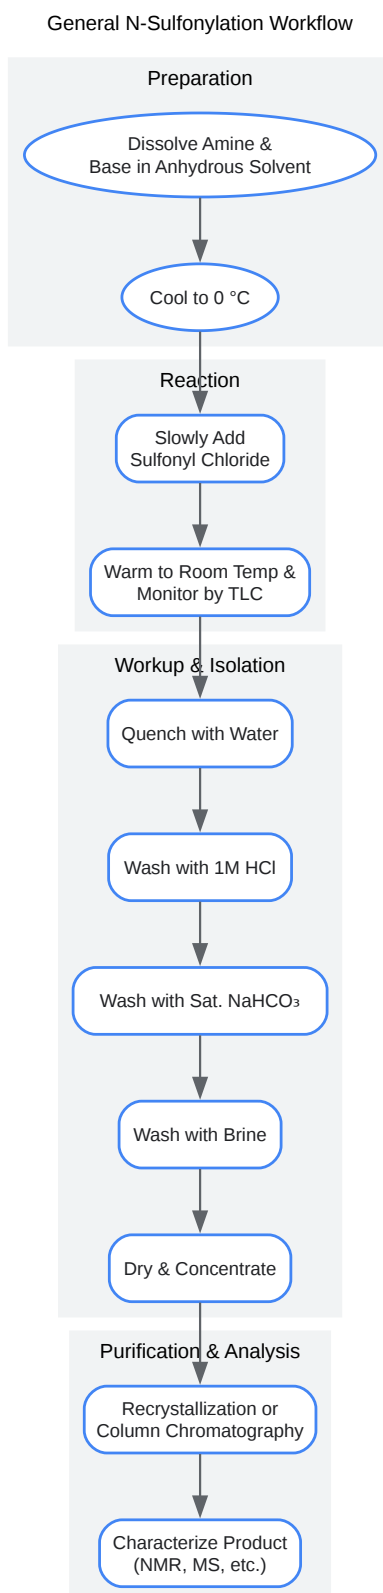 General N-Sulfonylation Workflow
Preparation
Dissolve Amine &
Base in Anhydrous Solvent
Cool to 0 °C
Reaction
Slowly Add
Sulfonyl Chloride
Warm to Room Temp &
Monitor by TLC
Workup & Isolation
Quench with Water
Wash with 1M HCl
Wash with Sat. NaHCO₃
Wash with Brine
Dry & Concentrate
Purification & Analysis
Recrystallization or
Column Chromatography
Characterize Product
(NMR, MS, etc.)